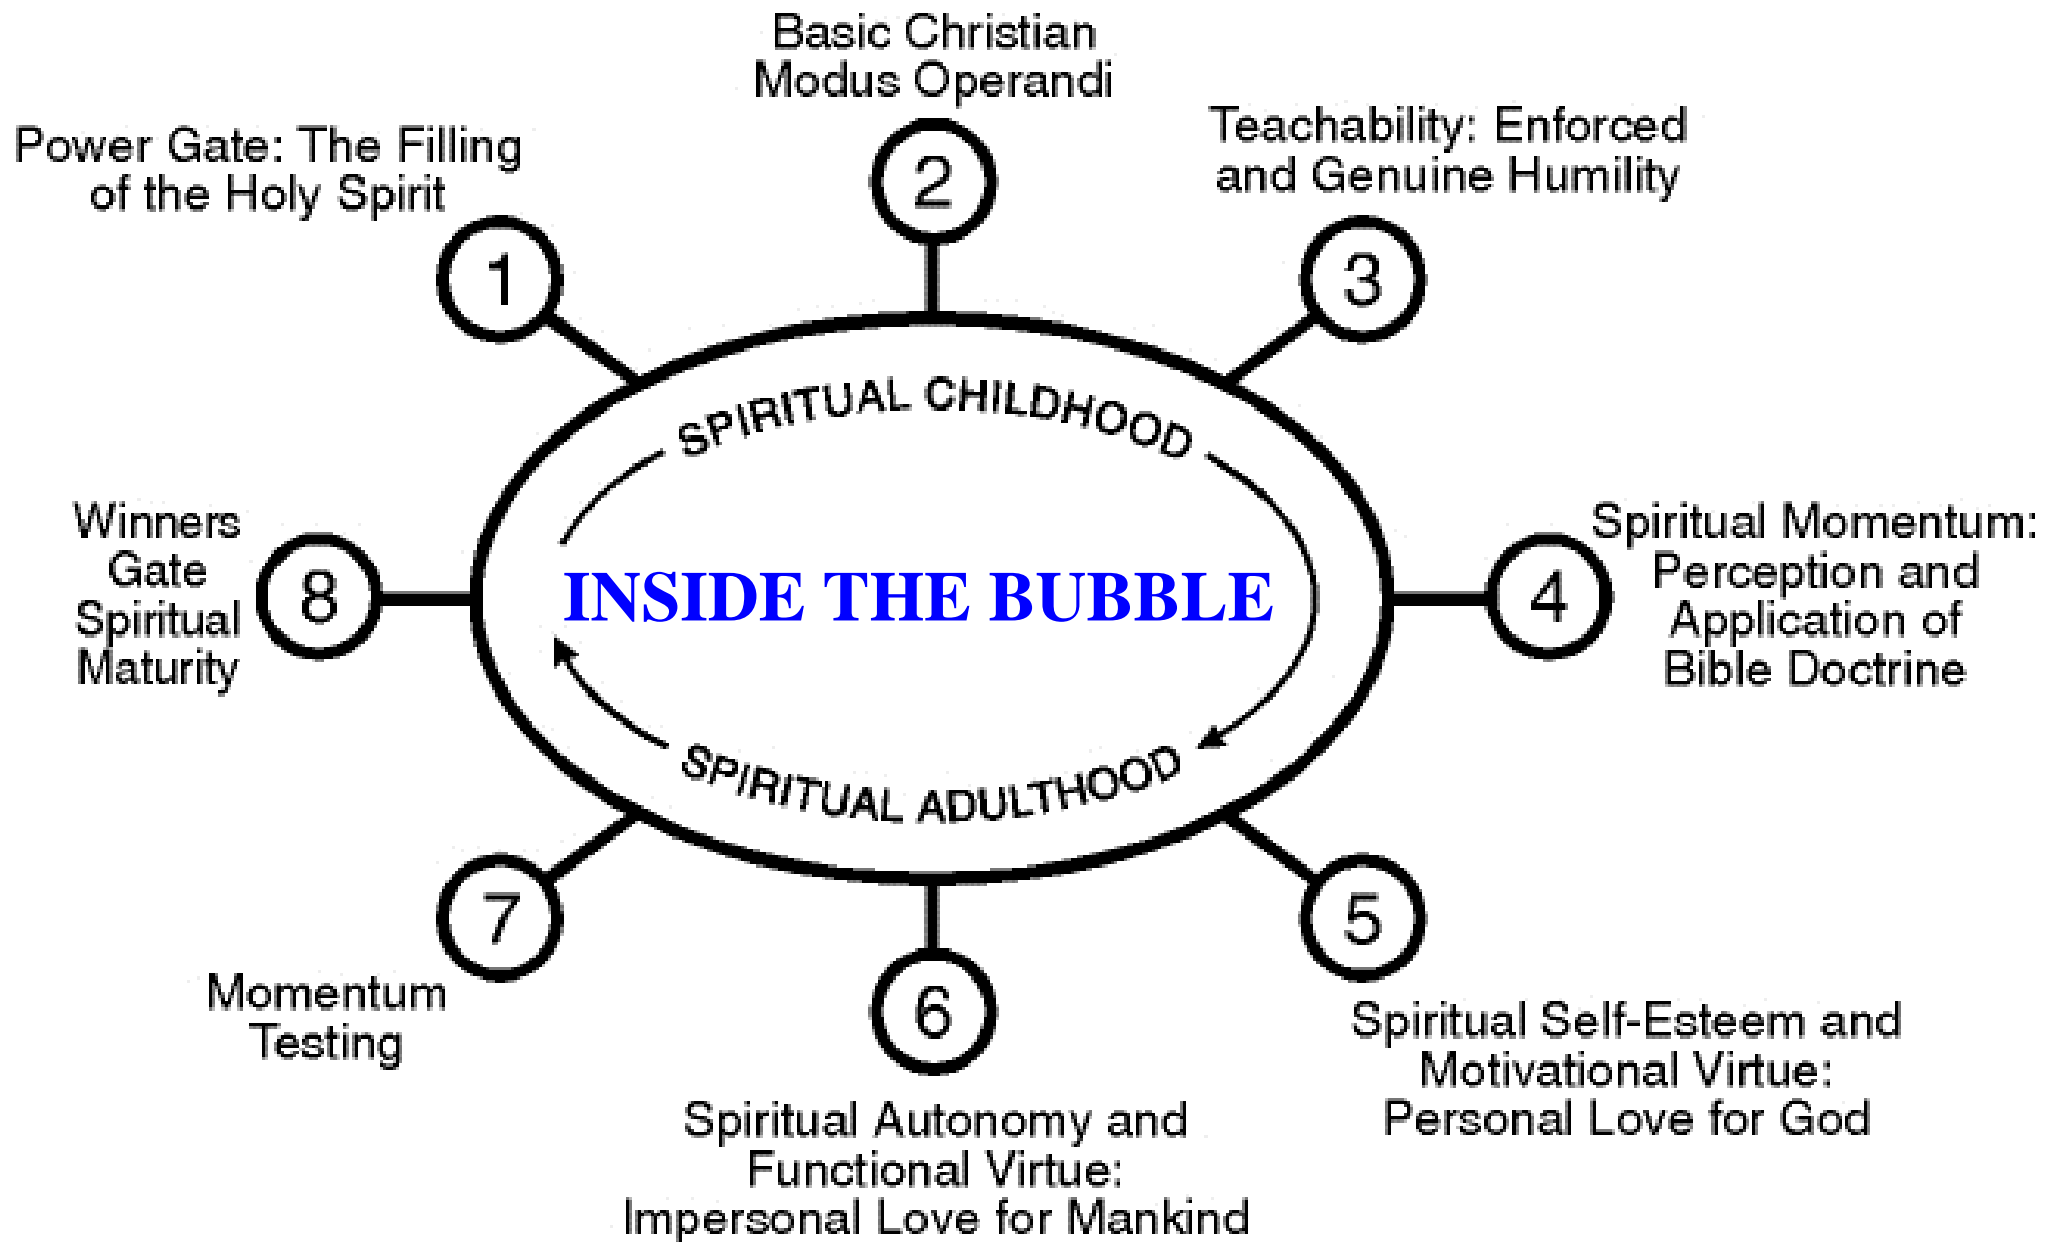 Power Gate: The Filling
of the Holy Spirit
1
Basic Christian
Modus Operandi
2
Teachability: Enforced
and Genuine Humility
3
Spiritual Momentum:
Perception and
Application of
Bible Doctrine
4
Spiritual Self-Esteem and
Motivational Virtue:
Personal Love for God
5
Spiritual Autonomy and
Functional Virtue:
Impersonal Love for Mankind
6
Momentum
Testing
7
Winners
Gate
Spiritual
Maturity
8
SPIRITUAL CHILDHOOD
INSIDE THE BUBBLE
SPIRITUAL ADULTHOOD